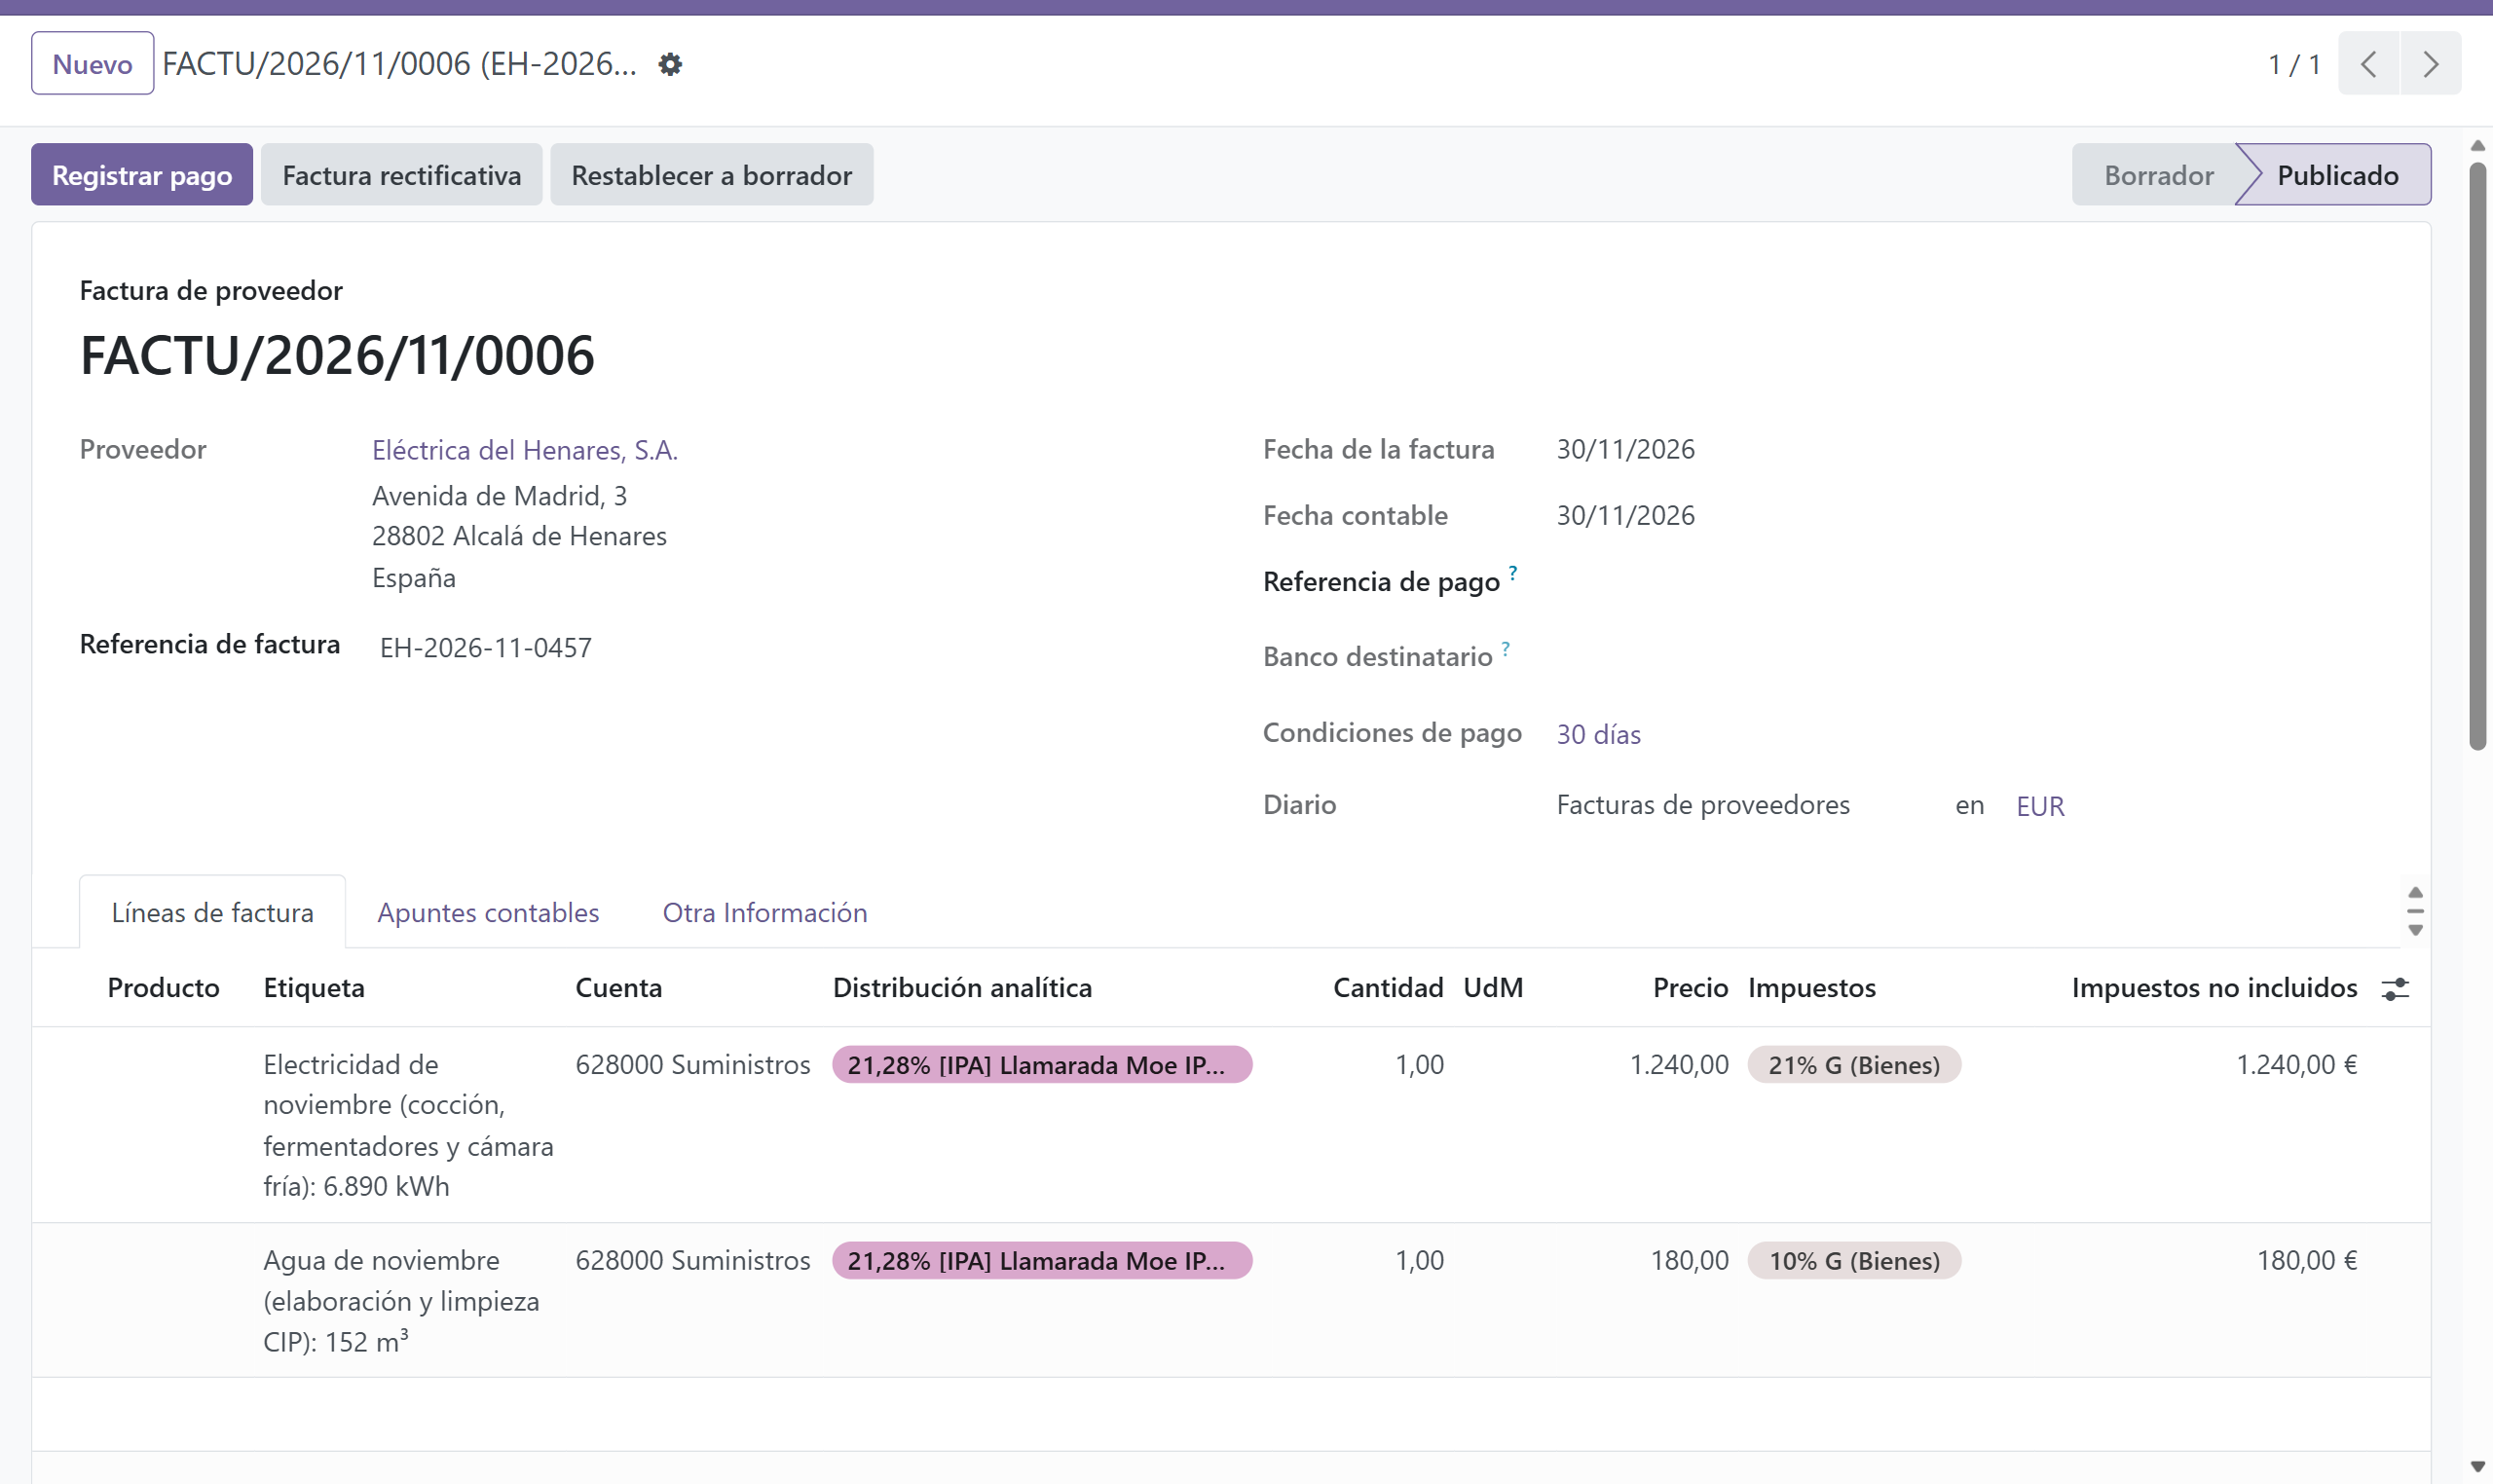 Nuevo FACTU/2026/11/0006 (EH-2026... 1 / 1
Registrar pago Factura rectificativa Restablecer a borrador Borrador Publicado
Factura de proveedor
FACTU/2026/11/0006
Proveedor Eléctrica del Henares, S.A.
Avenida de Madrid, 3
28802 Alcalá de Henares
España
Referencia de factura EH-2026-11-0457
Fecha de la factura 30/11/2026
Fecha contable 30/11/2026
Referencia de pago ?
Banco destinatario ?
Condiciones de pago 30 días
Diario Facturas de proveedores en EUR
Líneas de factura Apuntes contables Otra Información
Producto Etiqueta Cuenta Distribución analítica Cantidad UdM Precio Impuestos Impuestos no incluidos
Electricidad de 628000 Suministros 21,28% [IPA] Llamarada Moe IP... 1,00 1.240,00 21% G (Bienes) 1.240,00 €
noviembre (cocción,
fermentadores y cámara
fría): 6.890 kWh
Agua de noviembre 628000 Suministros 21,28% [IPA] Llamarada Moe IP... 1,00 180,00 10% G (Bienes) 180,00 €
(elaboración y limpieza
CIP): 152 m³